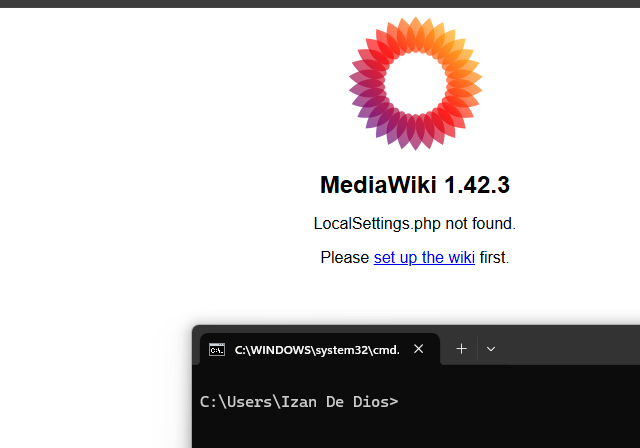 MediaWiki 1.42.3
LocalSettings.php not found.
Please set up the wiki first.
C:\WINDOWS\system32\cmd.
C:\Users\Izan De Dios>